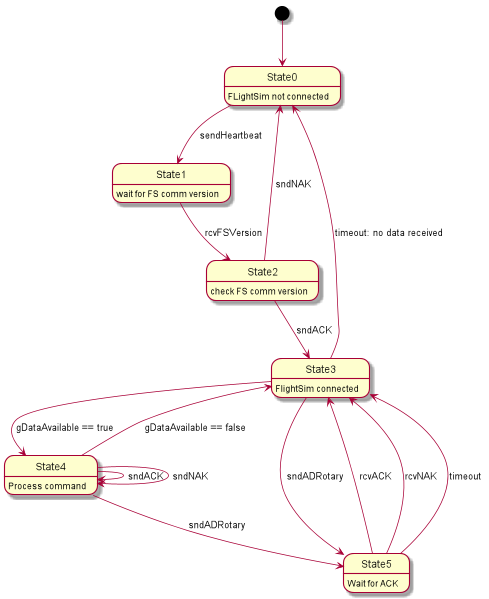 State0
FLightSim not connected
sendHeartbeat
State1
wait for FS comm version
sndNAK
rcvFSVersion
timeout: no data received
State2
check FS comm version
sndACK
State3
FlightSim connected
gDataAvailable == true
gDataAvailable == false
State4
Process command
sndACK
sndNAK
sndADRotary
rcvACK
rcvNAK
timeout
sndADRotary
State5
Wait for ACK